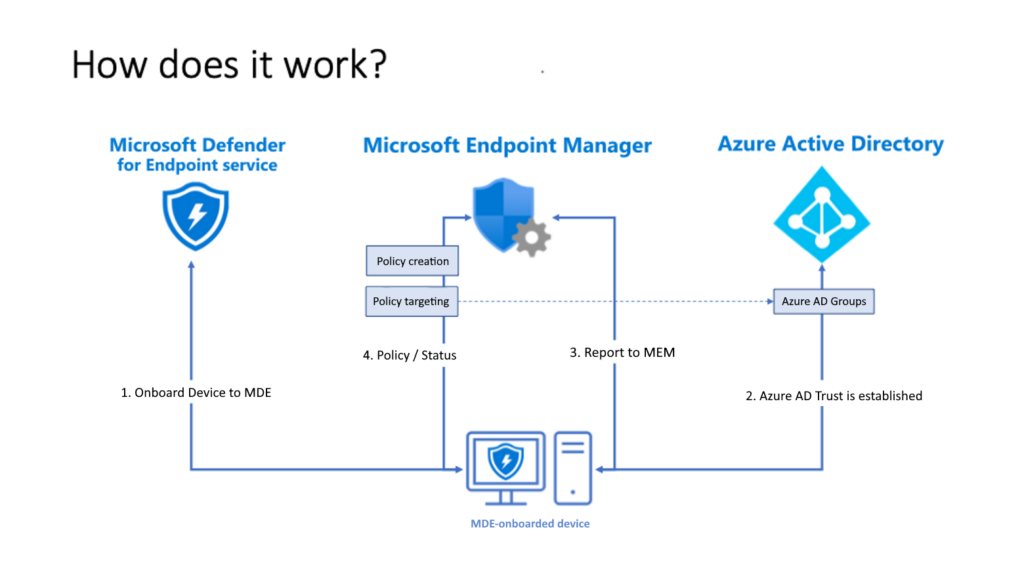 How does it work?
Microsoft Defender
for Endpoint service
Microsoft Endpoint Manager
Azure Active Directory
Policy creation
Policy targeting
Azure AD Groups
4. Policy / Status
3. Report to MEM
1. Onboard Device to MDE
2. Azure AD Trust is established
MDE-onboarded device